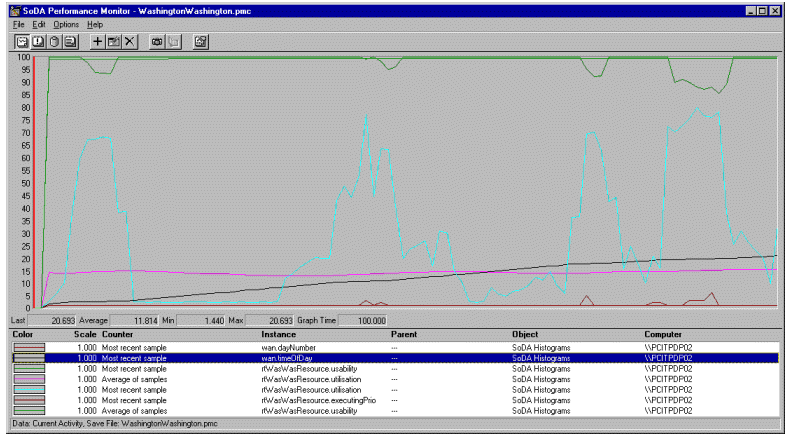 SoDA Performance Monitor - WashingtonWashington.pmc
File Edit Options Help
100
95
90
85
80
75
70
65
60
55
50
45
40
35
30
25
20
15
10
5
0
Last 20.693 Average 11.814 Min 1.440 Max 20.693 Graph Time 100.000
Color Scale Counter Instance Parent Object Computer
1.000 Most recent sample wan.dayNumber --- SoDA Histograms \\PCITPDP02
1.000 Most recent sample wan.timeOfDay --- SoDA Histograms \\PCITPDP02
1.000 Most recent sample rtWasWasResource.usability --- SoDA Histograms \\PCITPDP02
1.000 Average of samples rtWasWasResource.utilisation --- SoDA Histograms \\PCITPDP02
1.000 Most recent sample rtWasWasResource.utilisation --- SoDA Histograms \\PCITPDP02
1.000 Most recent sample rtWasWasResource.executingPrio --- SoDA Histograms \\PCITPDP02
1.000 Average of samples rtWasWasResource.usability --- SoDA Histograms \\PCITPDP02
Data: Current Activity, Save File: WashingtonWashington.pmc